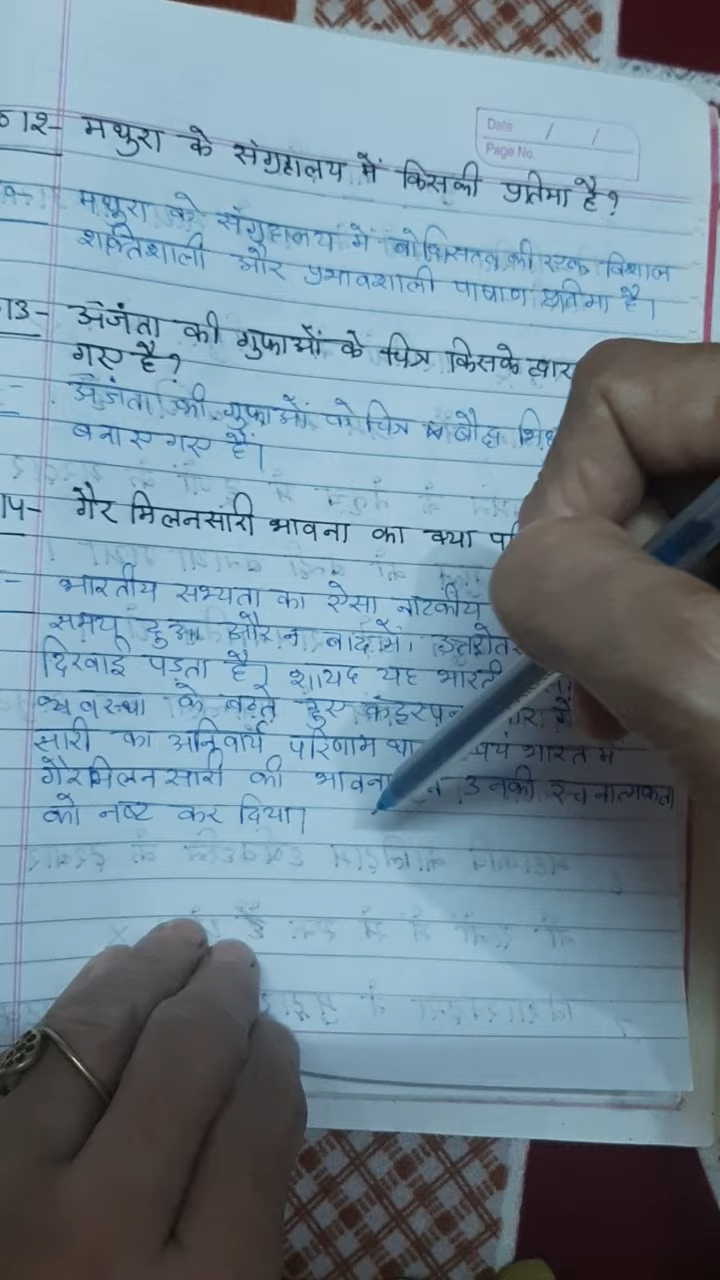 Date / /
Page No.
12- मथुरा के संग्रहालय में किसकी प्रतिमा है?
मथुरा के संग्रहालय में बोधिसत्व की एक विशाल
शक्तिशाली और प्रभावशाली पाषाण प्रतिमा है।
13- अजंता की गुफाओं के चित्र किसके द्वार
गए है?
अजंता की गुफाओं के चित्र बौद्ध भिक्ष
बनाए गए हैं।
14- गैर मिलनसारी भावना का क्या
भारतीय सभ्यता का ऐसा नाटकीय
समय हुआ और न बाद में।
दिखाई पड़ता है। शायद यह भारती
व्यवस्था के बढ़ते हुए कट्टरपन
सारी का अनिवार्य परिणाम था भारत में
गैरमिलनसारी की भावना ने उनकी रचनात्मकता
को नष्ट कर दिया।